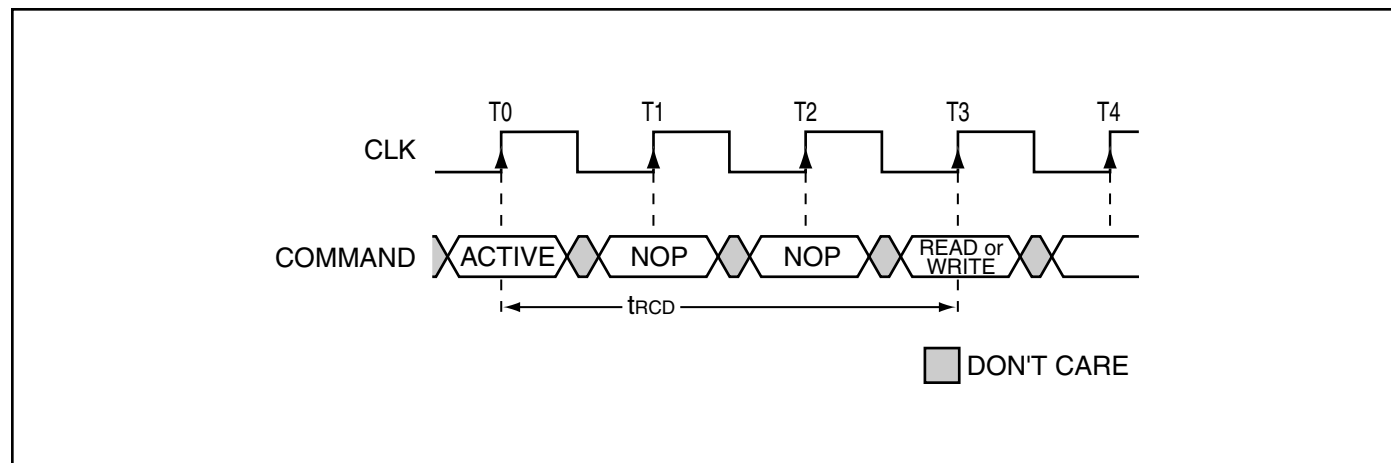 T0 T1 T2 T3 T4
CLK
COMMAND ACTIVE NOP NOP READ or
WRITE
tRCD
DON'T CARE